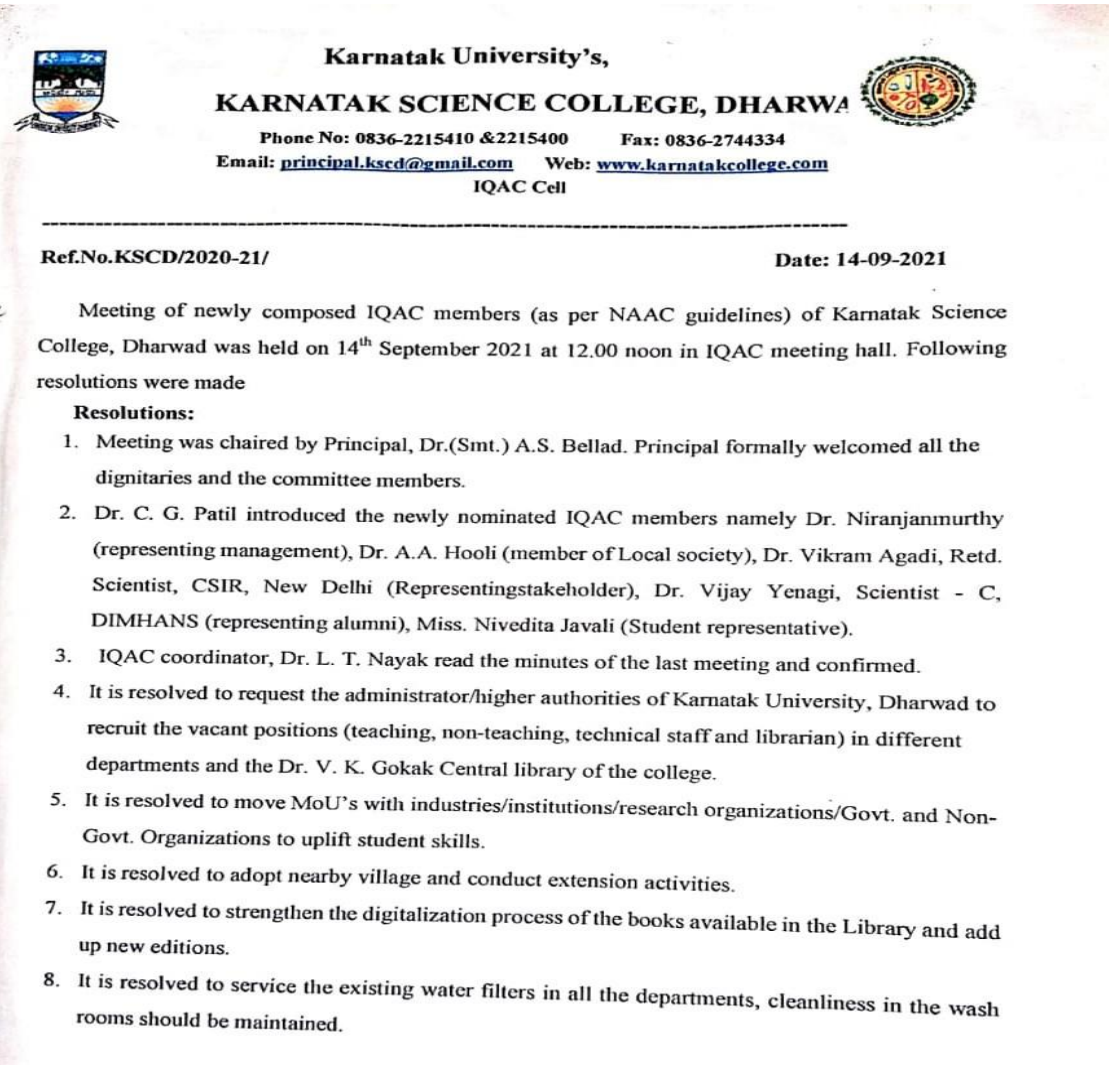 Karnatak University's,
KARNATAK SCIENCE COLLEGE, DHARWA
Phone No: 0836-2215410 &2215400 Fax: 0836-2744334
Email: principal.kscd@gmail.com Web: www.karnatakcollege.com
IQAC Cell
Ref.No.KSCD/2020-21/ Date: 14-09-2021
Meeting of newly composed IQAC members (as per NAAC guidelines) of Karnatak Science
College, Dharwad was held on 14th September 2021 at 12.00 noon in IQAC meeting hall. Following
resolutions were made
Resolutions:
1. Meeting was chaired by Principal, Dr.(Smt.) A.S. Bellad. Principal formally welcomed all the
dignitaries and the committee members.
2. Dr. C. G. Patil introduced the newly nominated IQAC members namely Dr. Niranjanmurthy
(representing management), Dr. A.A. Hooli (member of Local society), Dr. Vikram Agadi, Retd.
Scientist, CSIR, New Delhi (Representingstakeholder), Dr. Vijay Yenagi, Scientist - C,
DIMHANS (representing alumni), Miss. Nivedita Javali (Student representative).
3. IQAC coordinator, Dr. L. T. Nayak read the minutes of the last meeting and confirmed.
4. It is resolved to request the administrator/higher authorities of Karnatak University, Dharwad to
recruit the vacant positions (teaching, non-teaching, technical staff and librarian) in different
departments and the Dr. V. K. Gokak Central library of the college.
5. It is resolved to move MoU's with industries/institutions/research organizations/Govt. and Non-
Govt. Organizations to uplift student skills.
6. It is resolved to adopt nearby village and conduct extension activities.
7. It is resolved to strengthen the digitalization process of the books available in the Library and add
up new editions.
8. It is resolved to service the existing water filters in all the departments, cleanliness in the wash
rooms should be maintained.